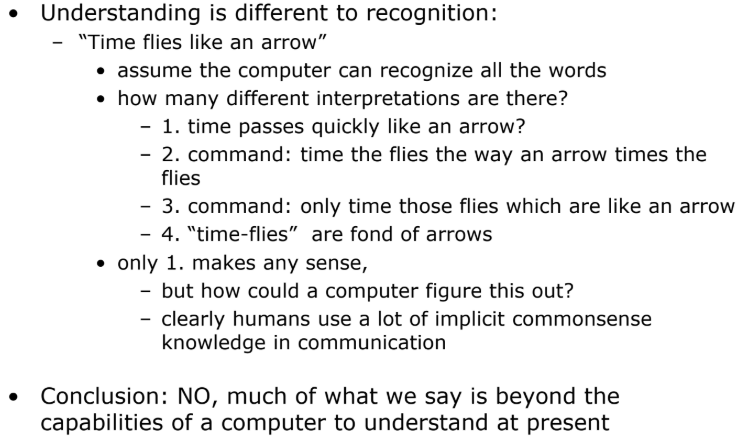 • Understanding is different to recognition:
– “Time flies like an arrow”
• assume the computer can recognize all the words
• how many different interpretations are there?
– 1. time passes quickly like an arrow?
– 2. command: time the flies the way an arrow times the
flies
– 3. command: only time those flies which are like an arrow
– 4. “time-flies” are fond of arrows
• only 1. makes any sense,
– but how could a computer figure this out?
– clearly humans use a lot of implicit commonsense
knowledge in communication
• Conclusion: NO, much of what we say is beyond the
capabilities of a computer to understand at present